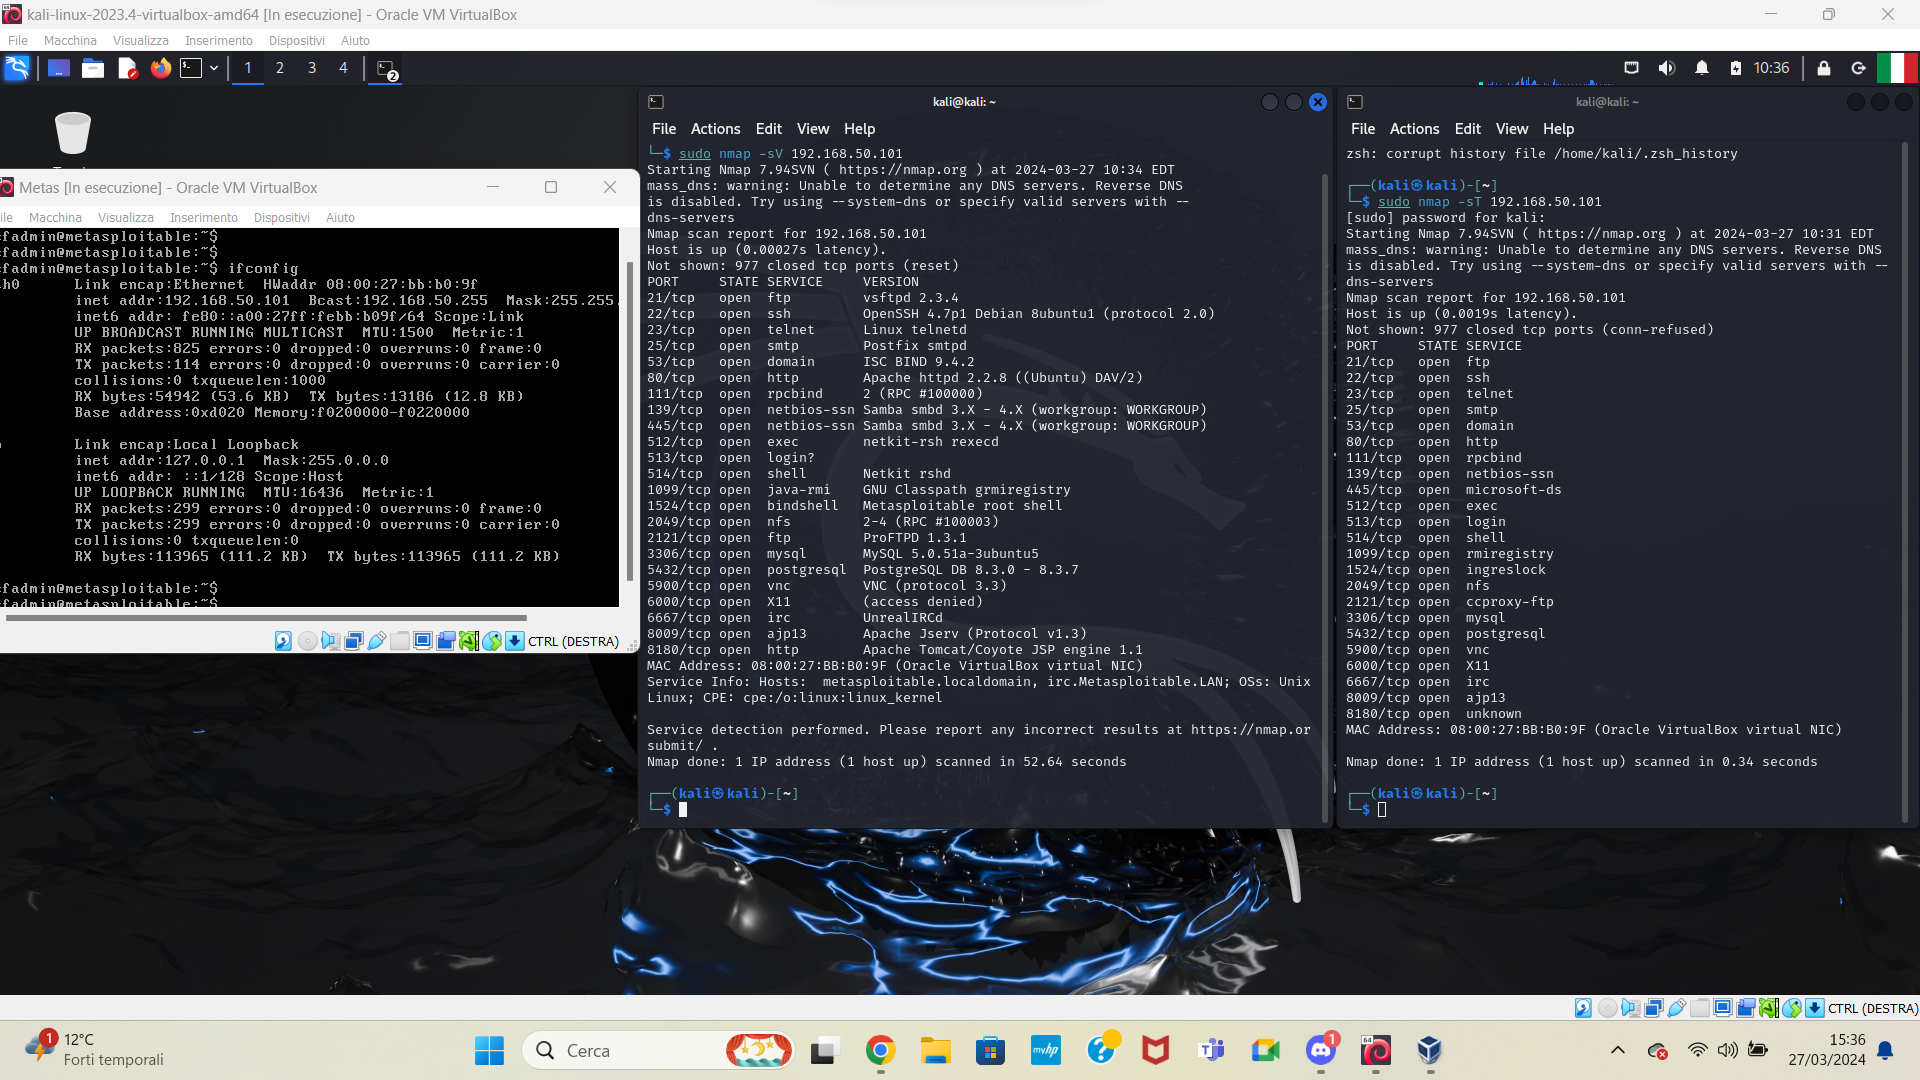 kali-linux-2023.4-virtualbox-amd64 [In esecuzione] - Oracle VM VirtualBox
File Macchina Visualizza Inserimento Dispositivi Aiuto
1 2 3 4 2 10:36
Metas [In esecuzione] - Oracle VM VirtualBox
ile Macchina Visualizza Inserimento Dispositivi Aiuto
fadmin@metasploitable:~$
fadmin@metasploitable:~$
fadmin@metasploitable:~$ ifconfig
h0 Link encap:Ethernet HWaddr 08:00:27:bb:b0:9f
inet addr:192.168.50.101 Bcast:192.168.50.255 Mask:255.255.
inet6 addr: fe80::a00:27ff:febb:b09f/64 Scope:Link
UP BROADCAST RUNNING MULTICAST MTU:1500 Metric:1
RX packets:825 errors:0 dropped:0 overruns:0 frame:0
TX packets:114 errors:0 dropped:0 overruns:0 carrier:0
collisions:0 txqueuelen:1000
RX bytes:54942 (53.6 KB) TX bytes:13186 (12.8 KB)
Base address:0xd020 Memory:f0200000-f0220000
Link encap:Local Loopback
inet addr:127.0.0.1 Mask:255.0.0.0
inet6 addr: ::1/128 Scope:Host
UP LOOPBACK RUNNING MTU:16436 Metric:1
RX packets:299 errors:0 dropped:0 overruns:0 frame:0
TX packets:299 errors:0 dropped:0 overruns:0 carrier:0
collisions:0 txqueuelen:0
RX bytes:113965 (111.2 KB) TX bytes:113965 (111.2 KB)
fadmin@metasploitable:~$
fadmin@metasploitable:~$
CTRL (DESTRA)
kali@kali: ~
File Actions Edit View Help
└─$ sudo nmap -sV 192.168.50.101
Starting Nmap 7.94SVN ( https://nmap.org ) at 2024-03-27 10:34 EDT
mass_dns: warning: Unable to determine any DNS servers. Reverse DNS
is disabled. Try using --system-dns or specify valid servers with --
dns-servers
Nmap scan report for 192.168.50.101
Host is up (0.00027s latency).
Not shown: 977 closed tcp ports (reset)
PORT STATE SERVICE VERSION
21/tcp open ftp vsftpd 2.3.4
22/tcp open ssh OpenSSH 4.7p1 Debian 8ubuntu1 (protocol 2.0)
23/tcp open telnet Linux telnetd
25/tcp open smtp Postfix smtpd
53/tcp open domain ISC BIND 9.4.2
80/tcp open http Apache httpd 2.2.8 ((Ubuntu) DAV/2)
111/tcp open rpcbind 2 (RPC #100000)
139/tcp open netbios-ssn Samba smbd 3.X - 4.X (workgroup: WORKGROUP)
445/tcp open netbios-ssn Samba smbd 3.X - 4.X (workgroup: WORKGROUP)
512/tcp open exec netkit-rsh rexecd
513/tcp open login?
514/tcp open shell Netkit rshd
1099/tcp open java-rmi GNU Classpath grmiregistry
1524/tcp open bindshell Metasploitable root shell
2049/tcp open nfs 2-4 (RPC #100003)
2121/tcp open ftp ProFTPD 1.3.1
3306/tcp open mysql MySQL 5.0.51a-3ubuntu5
5432/tcp open postgresql PostgreSQL DB 8.3.0 - 8.3.7
5900/tcp open vnc VNC (protocol 3.3)
6000/tcp open X11 (access denied)
6667/tcp open irc UnrealIRCd
8009/tcp open ajp13 Apache Jserv (Protocol v1.3)
8180/tcp open http Apache Tomcat/Coyote JSP engine 1.1
MAC Address: 08:00:27:BB:B0:9F (Oracle VirtualBox virtual NIC)
Service Info: Hosts: metasploitable.localdomain, irc.Metasploitable.LAN; OSs: Unix
Linux; CPE: cpe:/o:linux:linux_kernel
Service detection performed. Please report any incorrect results at https://nmap.or
submit/ .
Nmap done: 1 IP address (1 host up) scanned in 52.64 seconds
┌──(kali㉿kali)-[~]
└─$
kali@kali: ~
File Actions Edit View Help
zsh: corrupt history file /home/kali/.zsh_history
┌──(kali㉿kali)-[~]
└─$ sudo nmap -sT 192.168.50.101
[sudo] password for kali:
Starting Nmap 7.94SVN ( https://nmap.org ) at 2024-03-27 10:31 EDT
mass_dns: warning: Unable to determine any DNS servers. Reverse DNS
is disabled. Try using --system-dns or specify valid servers with --
dns-servers
Nmap scan report for 192.168.50.101
Host is up (0.0019s latency).
Not shown: 977 closed tcp ports (conn-refused)
PORT STATE SERVICE
21/tcp open ftp
22/tcp open ssh
23/tcp open telnet
25/tcp open smtp
53/tcp open domain
80/tcp open http
111/tcp open rpcbind
139/tcp open netbios-ssn
445/tcp open microsoft-ds
512/tcp open exec
513/tcp open login
514/tcp open shell
1099/tcp open rmiregistry
1524/tcp open ingreslock
2049/tcp open nfs
2121/tcp open ccproxy-ftp
3306/tcp open mysql
5432/tcp open postgresql
5900/tcp open vnc
6000/tcp open X11
6667/tcp open irc
8009/tcp open ajp13
8180/tcp open unknown
MAC Address: 08:00:27:BB:B0:9F (Oracle VirtualBox virtual NIC)
Nmap done: 1 IP address (1 host up) scanned in 0.34 seconds
┌──(kali㉿kali)-[~]
└─$
CTRL (DESTRA)
1 12°C
Forti temporali
Cerca
myhp
1
64
15:36
27/03/2024